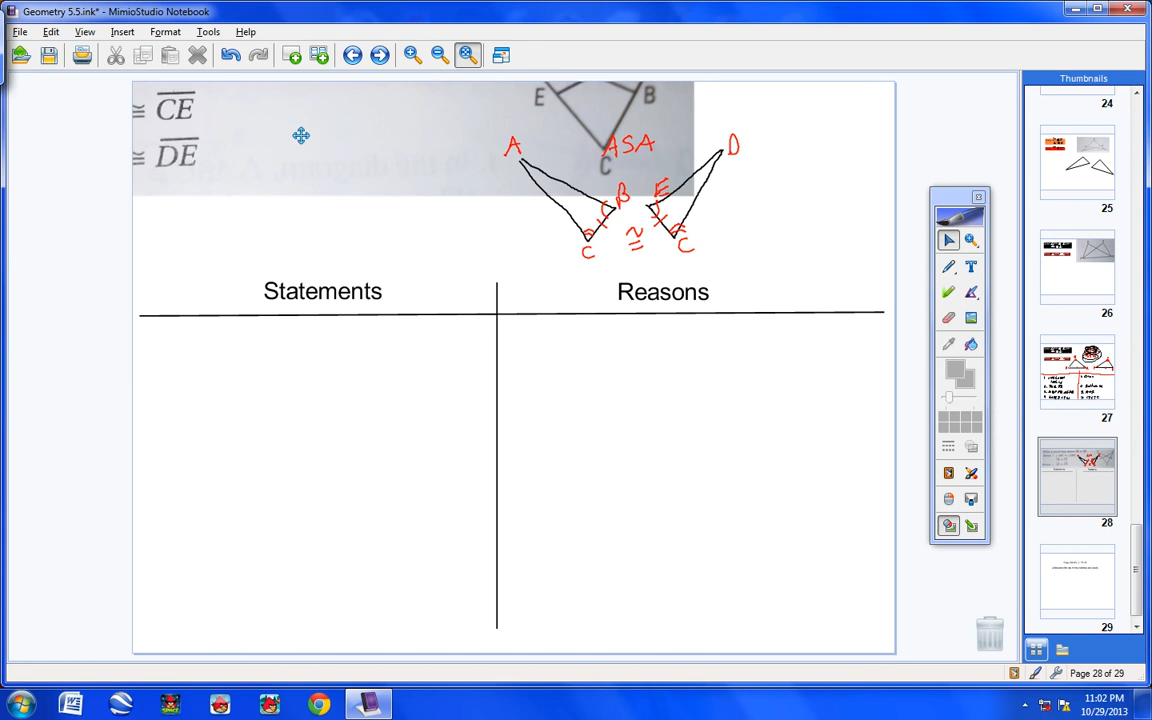 Geometry 5.5.ink* - MimioStudio Notebook
File Edit View Insert Format Tools Help
Thumbnails
≅ CE
≅ DE
E B
C
ASA
A D
B E
C ≅ C
Statements Reasons
24
25
26
27
28
29
Page 28 of 29
11:02 PM
10/29/2013